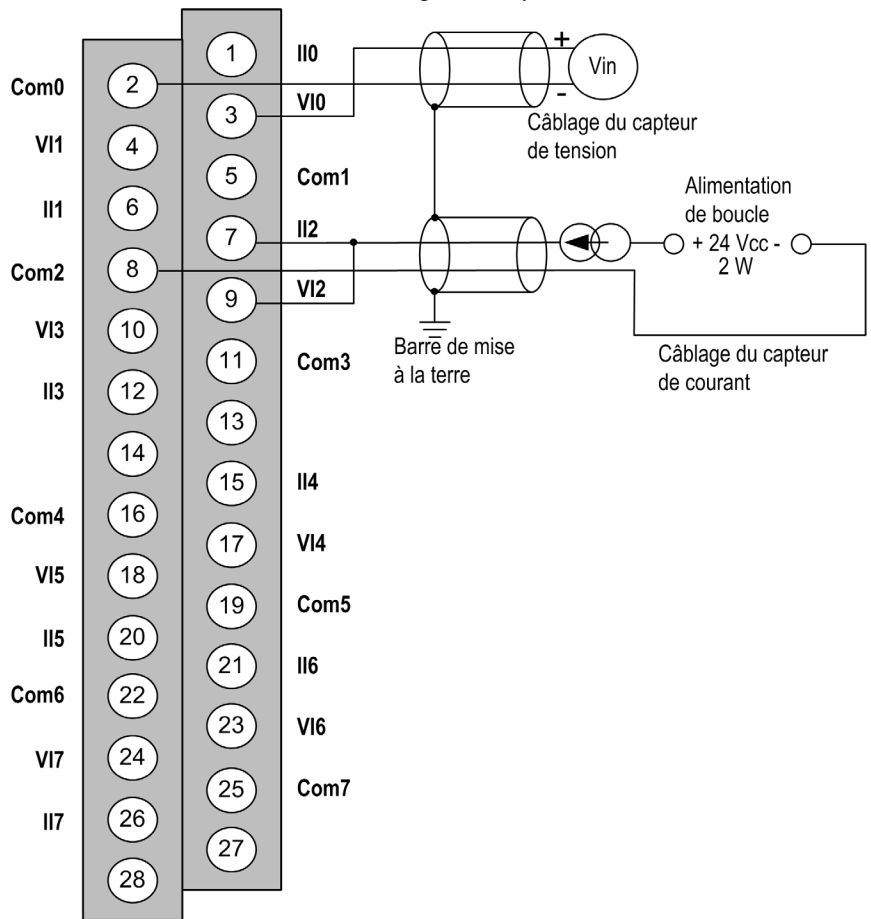 1 II0
+
Vin
-
Com0 2
3 VI0
Câblage du capteur
de tension
VI1 4
5 Com1
II1 6
7 II2
Alimentation
de boucle
+ 24 Vcc -
2 W
Com2 8
9 VI2
Barre de mise
à la terre
Câblage du capteur
de courant
VI3 10
11 Com3
II3 12
13
14
15 II4
Com4 16
17 VI4
VI5 18
19 Com5
II5 20
21 II6
Com6 22
23 VI6
VI7 24
25 Com7
II7 26
27
28